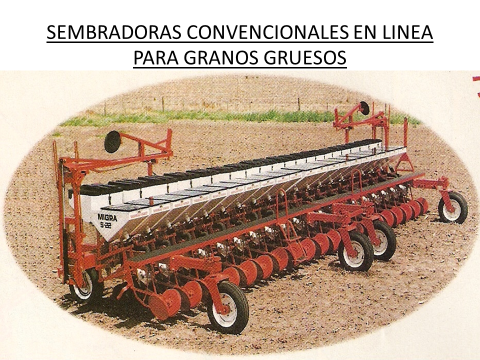 SEMBRADORAS CONVENCIONALES EN LINEA
PARA GRANOS GRUESOS
MIGRA